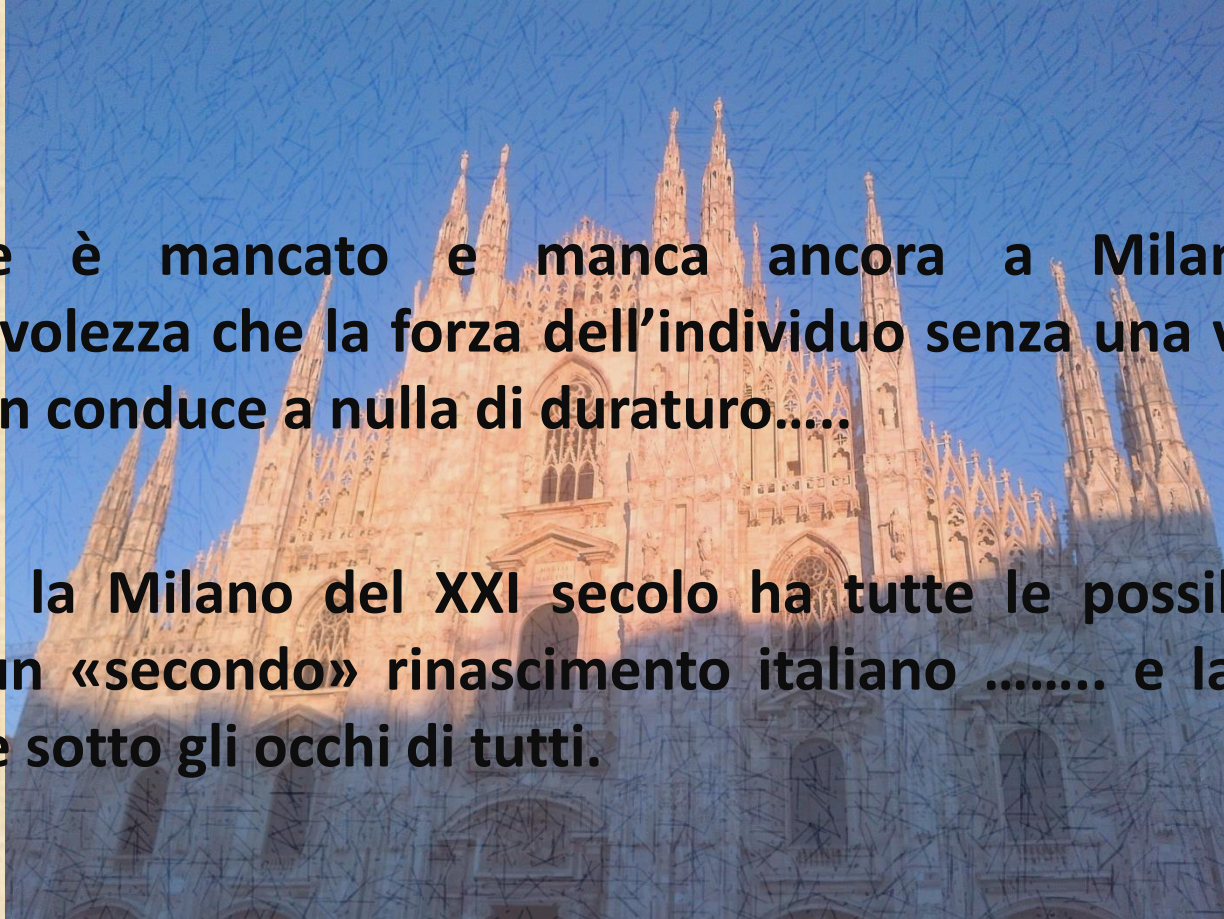 è mancato e manca ancora a
che la forza dell’individuo senza una
conduce a nulla di duraturo.….
la Milano del XXI secolo ha tutte le
«secondo» rinascimento italiano …….. e
sotto gli occhi di tutti.